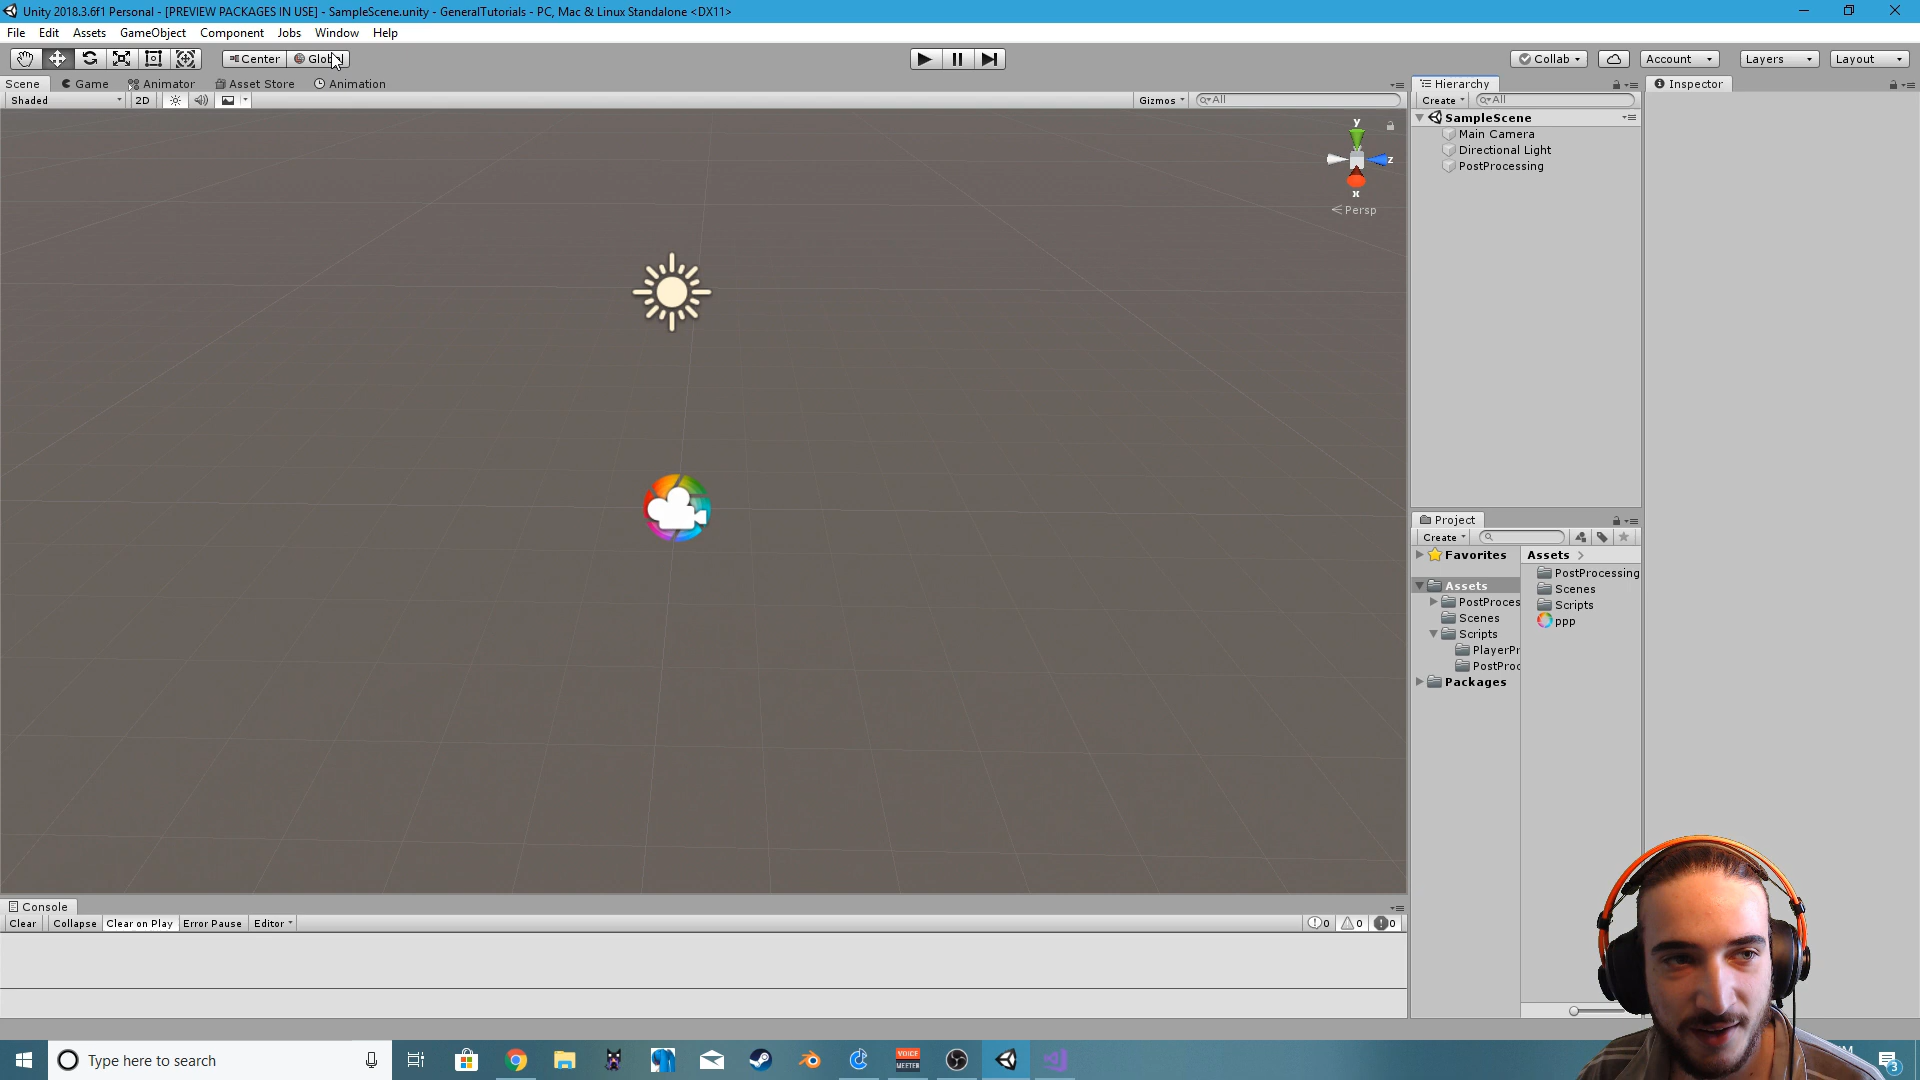 Unity 2018.3.6f1 Personal - [PREVIEW PACKAGES IN USE] - SampleScene.unity - GeneralTutorials - PC, Mac & Linux Standalone <DX11>
File Edit Assets GameObject Component Jobs Window Help
Center Global Collab Account Layers Layout
Scene Game Animator Asset Store Animation
Shaded 2D Gizmos All
y
z
x
Persp
Hierarchy
Create All
SampleScene
Main Camera
Directional Light
PostProcessing
Inspector
Project
Create
Favorites
Assets
PostProces
Scenes
Scripts
PlayerPr
PostProc
Packages
Assets
PostProcessing
Scenes
Scripts
ppp
Console
Clear Collapse Clear on Play Error Pause Editor 0 0 0
Type here to search
VOICE
MEETER
3